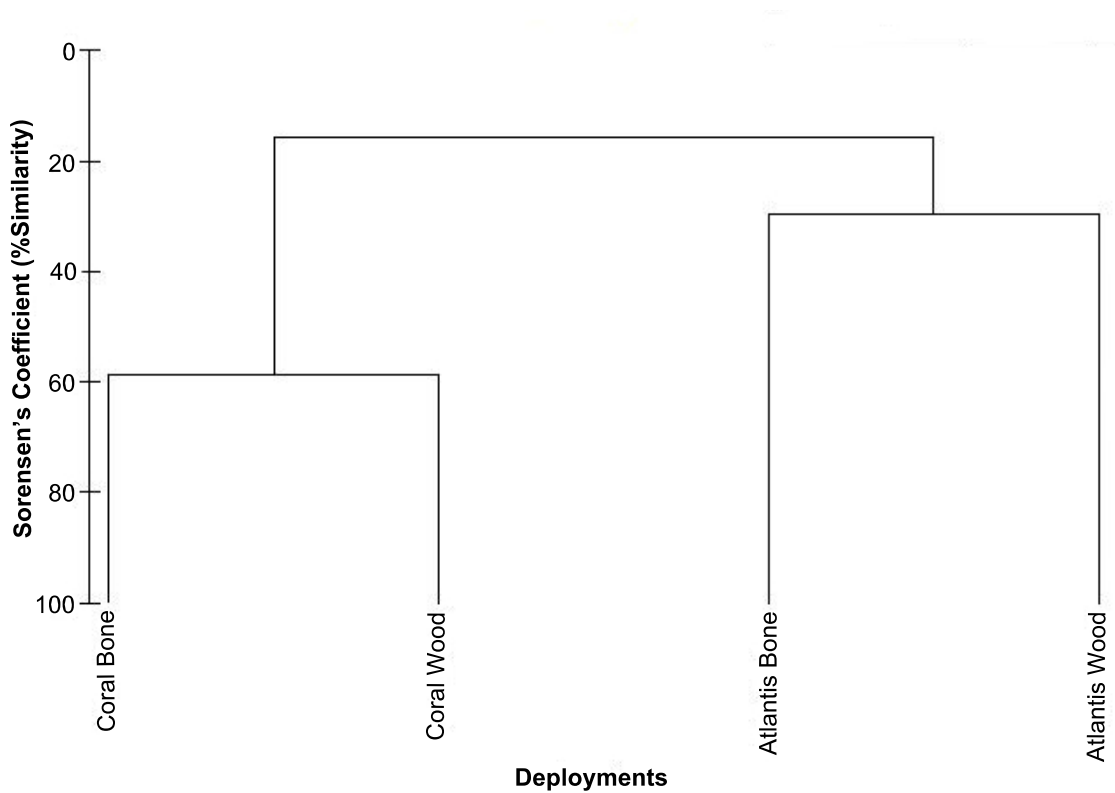 Sorensen’s Coefficient (%Similarity)
0
20
40
60
80
100
Coral Bone
Coral Wood
Atlantis Bone
Atlantis Wood
Deployments